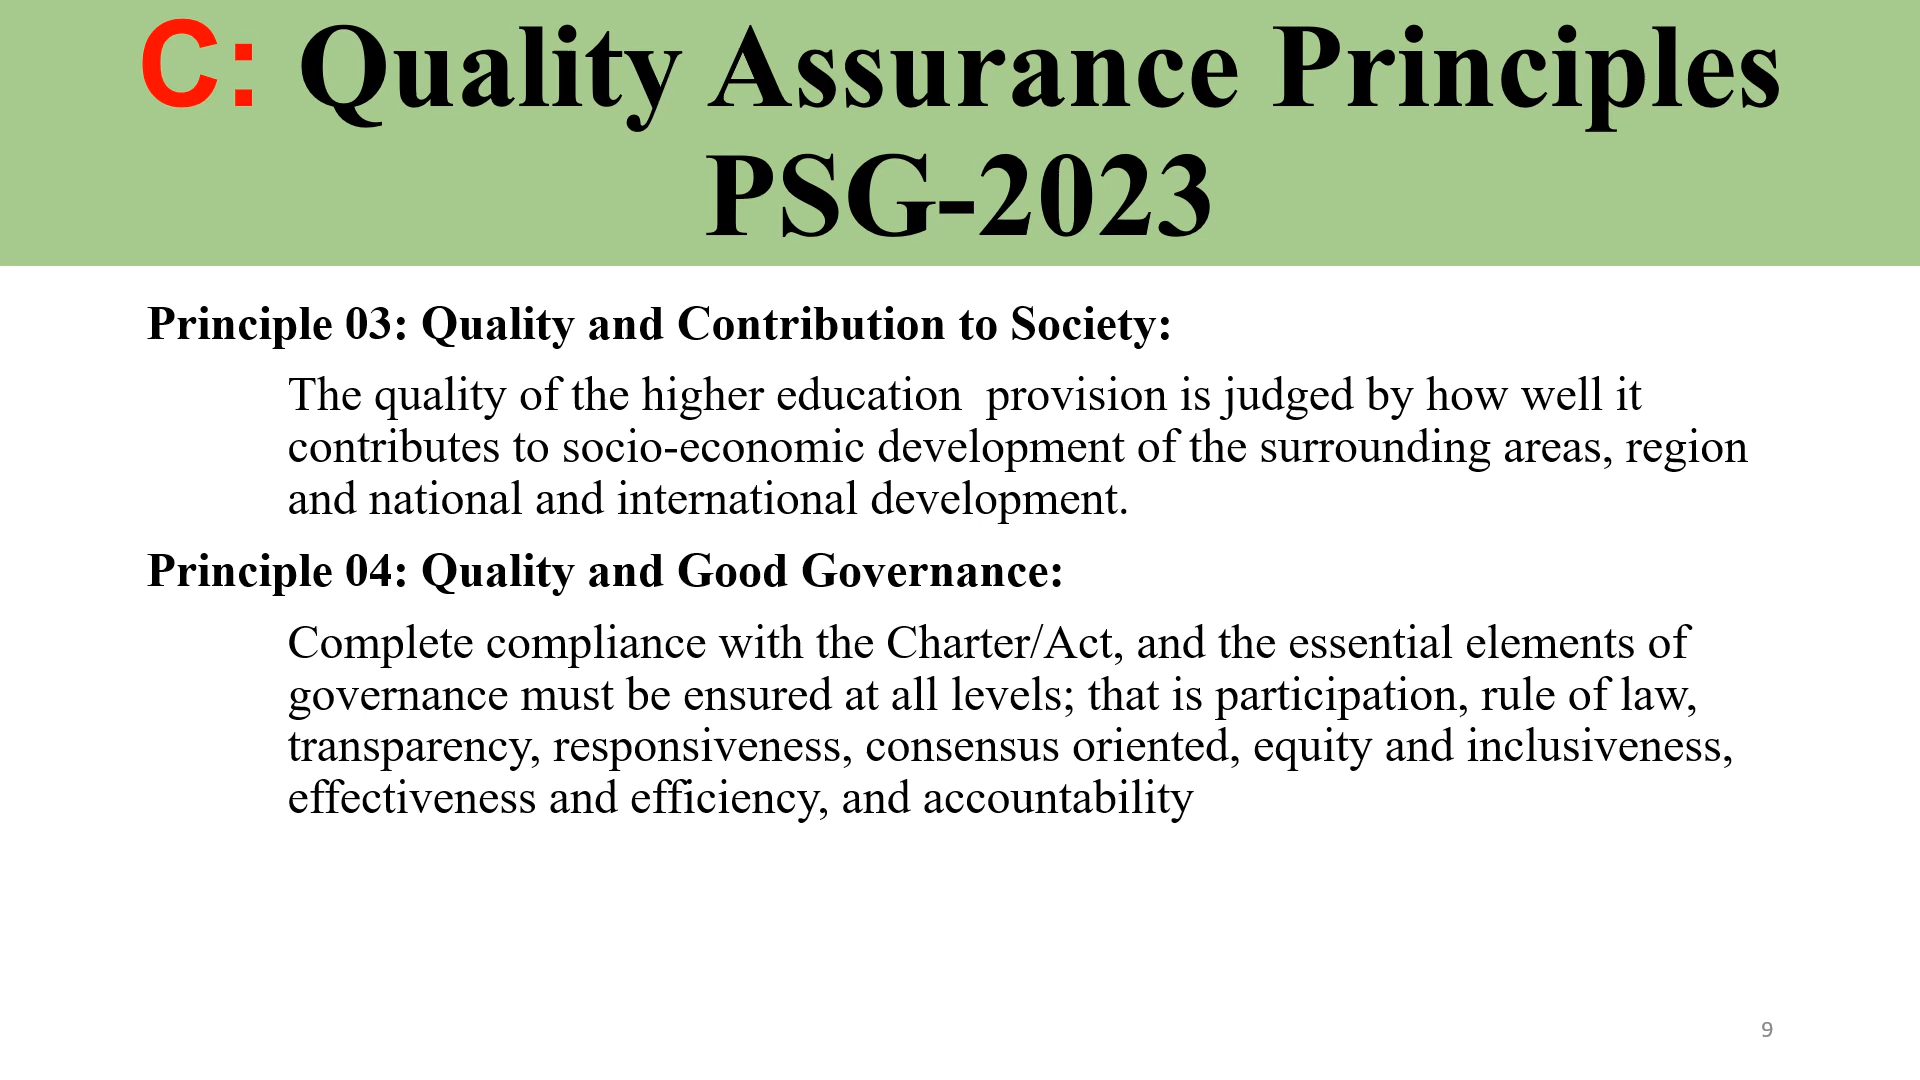 C: Quality Assurance Principles
PSG-2023
Principle 03: Quality and Contribution to Society:
The quality of the higher education  provision is judged by how well it
contributes to socio-economic development of the surrounding areas, region
and national and international development.
Principle 04: Quality and Good Governance:
Complete compliance with the Charter/Act, and the essential elements of
governance must be ensured at all levels; that is participation, rule of law,
transparency, responsiveness, consensus oriented, equity and inclusiveness,
effectiveness and efficiency, and accountability
9